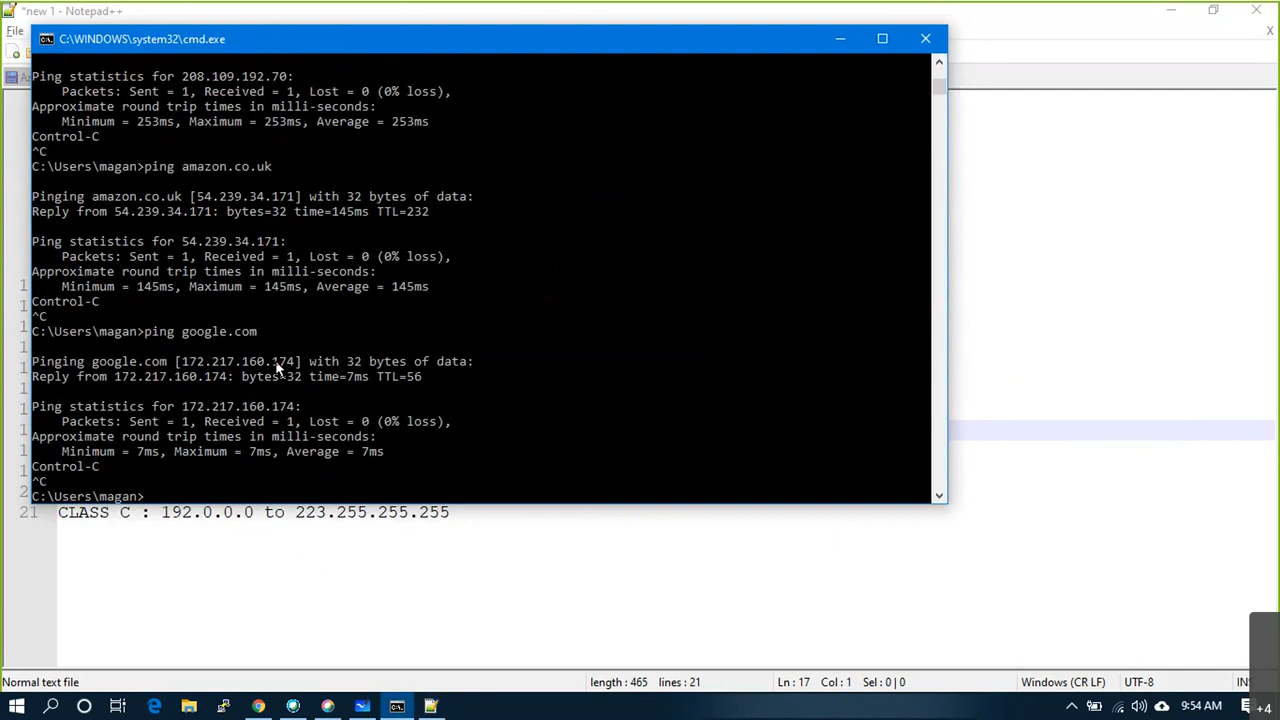 *new 1 - Notepad++
File
C:\WINDOWS\system32\cmd.exe
X
Ping statistics for 208.109.192.70:
Packets: Sent = 1, Received = 1, Lost = 0 (0% loss),
Approximate round trip times in milli-seconds:
Minimum = 253ms, Maximum = 253ms, Average = 253ms
Control-C
^C
C:\Users\magan>ping amazon.co.uk
Pinging amazon.co.uk [54.239.34.171] with 32 bytes of data:
Reply from 54.239.34.171: bytes=32 time=145ms TTL=232
Ping statistics for 54.239.34.171:
Packets: Sent = 1, Received = 1, Lost = 0 (0% loss),
Approximate round trip times in milli-seconds:
Minimum = 145ms, Maximum = 145ms, Average = 145ms
Control-C
^C
C:\Users\magan>ping google.com
Pinging google.com [172.217.160.174] with 32 bytes of data:
Reply from 172.217.160.174: bytes=32 time=7ms TTL=56
Ping statistics for 172.217.160.174:
Packets: Sent = 1, Received = 1, Lost = 0 (0% loss),
Approximate round trip times in milli-seconds:
Minimum = 7ms, Maximum = 7ms, Average = 7ms
Control-C
^C
C:\Users\magan>
21 CLASS C : 192.0.0.0 to 223.255.255.255
Normal text file length : 465 lines : 21 Ln : 17 Col : 1 Sel : 0 | 0 Windows (CR LF) UTF-8
9:54 AM
+4